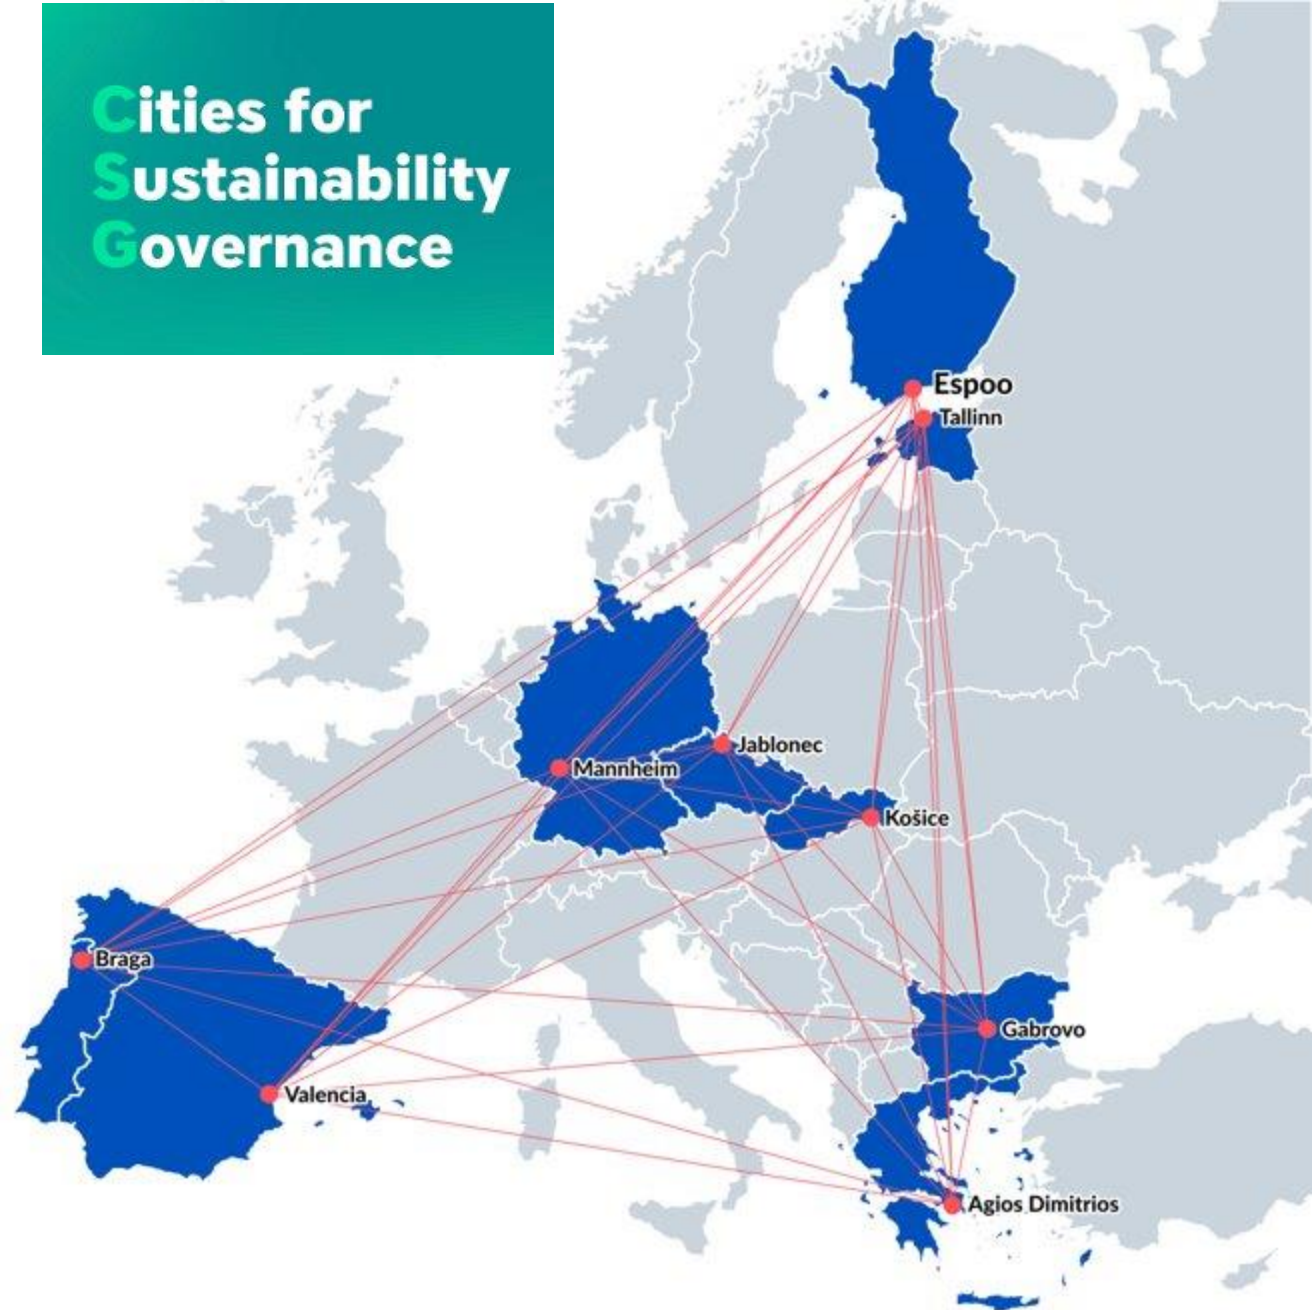 Cities for
Sustainability
Governance
Espoo
Tallinn
Jablonec
Mannheim
Košice
Braga
Gabrovo
Valencia
Agios Dimitrios